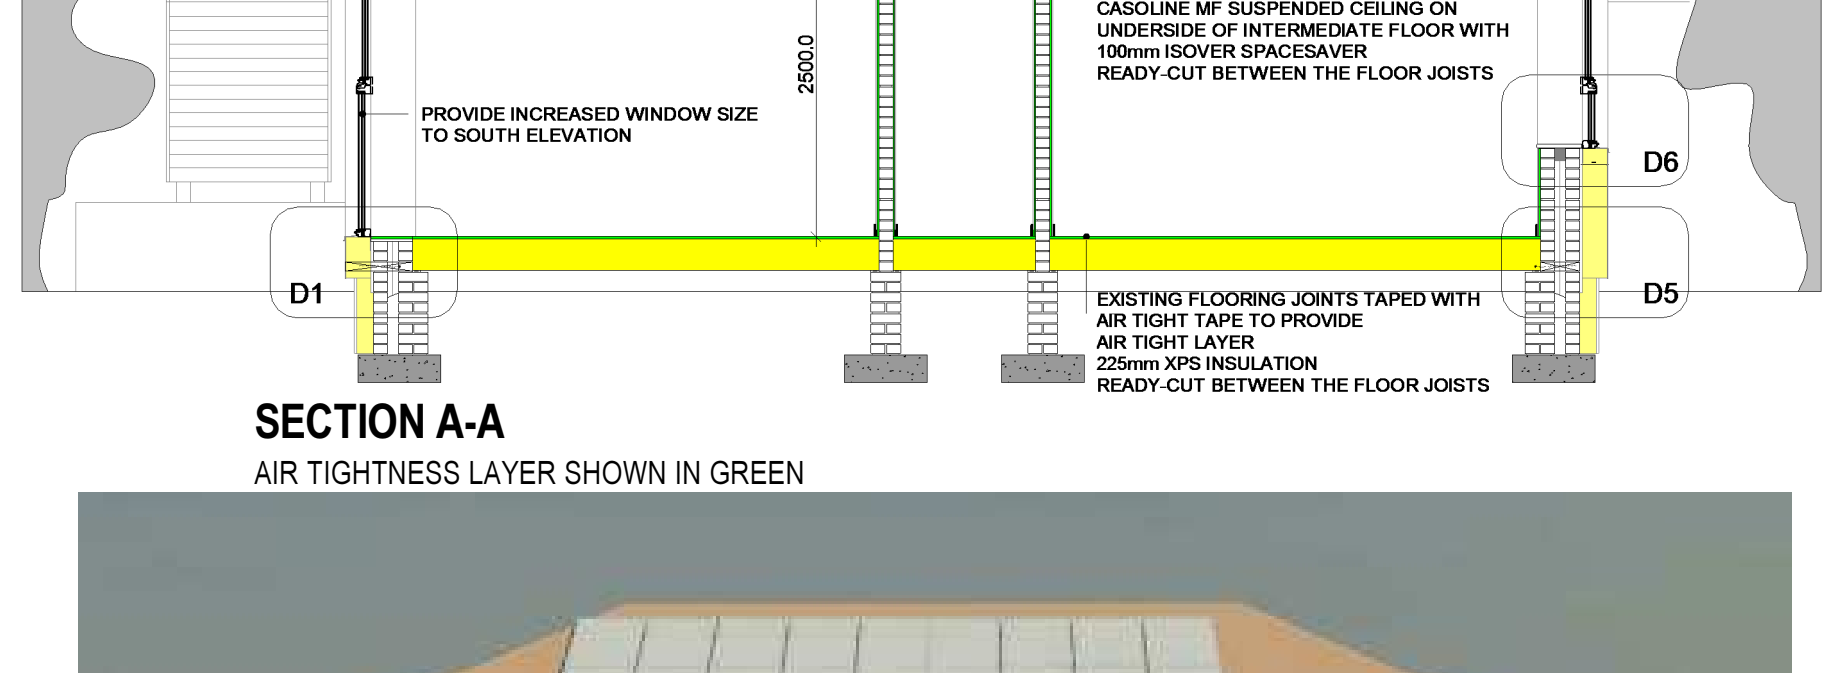 CASOLINE MF SUSPENDED CEILING ON
UNDERSIDE OF INTERMEDIATE FLOOR WITH
100mm ISOVER SPACESAVER
READY-CUT BETWEEN THE FLOOR JOISTS
2500.0
PROVIDE INCREASED WINDOW SIZE
TO SOUTH ELEVATION
D6
D1
D5
EXISTING FLOORING JOINTS TAPED WITH
AIR TIGHT TAPE TO PROVIDE
AIR TIGHT LAYER
225mm XPS INSULATION
READY-CUT BETWEEN THE FLOOR JOISTS
SECTION A-A
AIR TIGHTNESS LAYER SHOWN IN GREEN